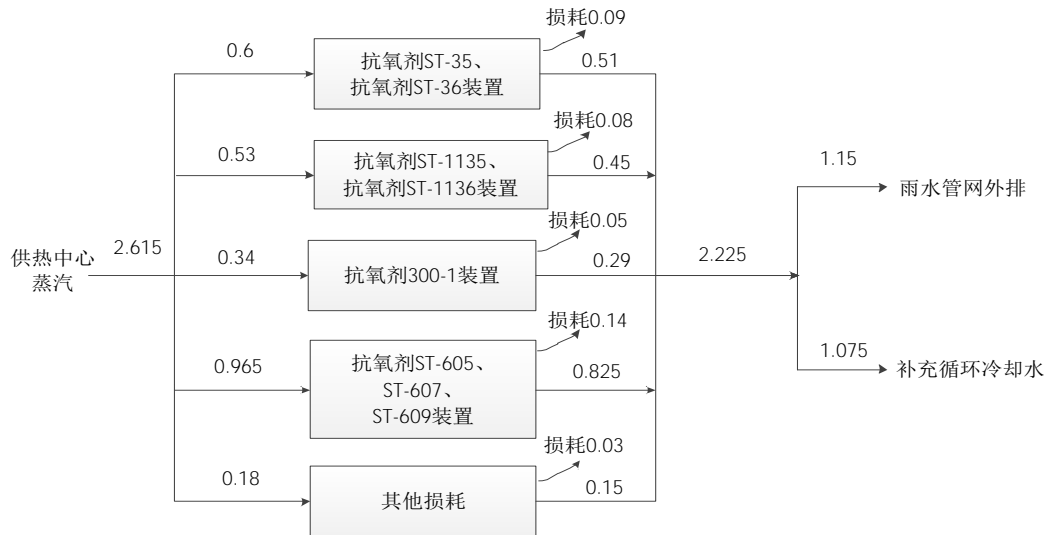 损耗0.09
0.6
抗氧剂ST-35、
抗氧剂ST-36装置
0.51
损耗0.08
0.53
抗氧剂ST-1135、
抗氧剂ST-1136装置
0.45
1.15
雨水管网外排
损耗0.05
供热中心
蒸汽
2.615
0.34
抗氧剂300-1装置
0.29
2.225
损耗0.14
0.965
抗氧剂ST-605、
ST-607、
ST-609装置
0.825
1.075
补充循环冷却水
损耗0.03
0.18
其他损耗
0.15